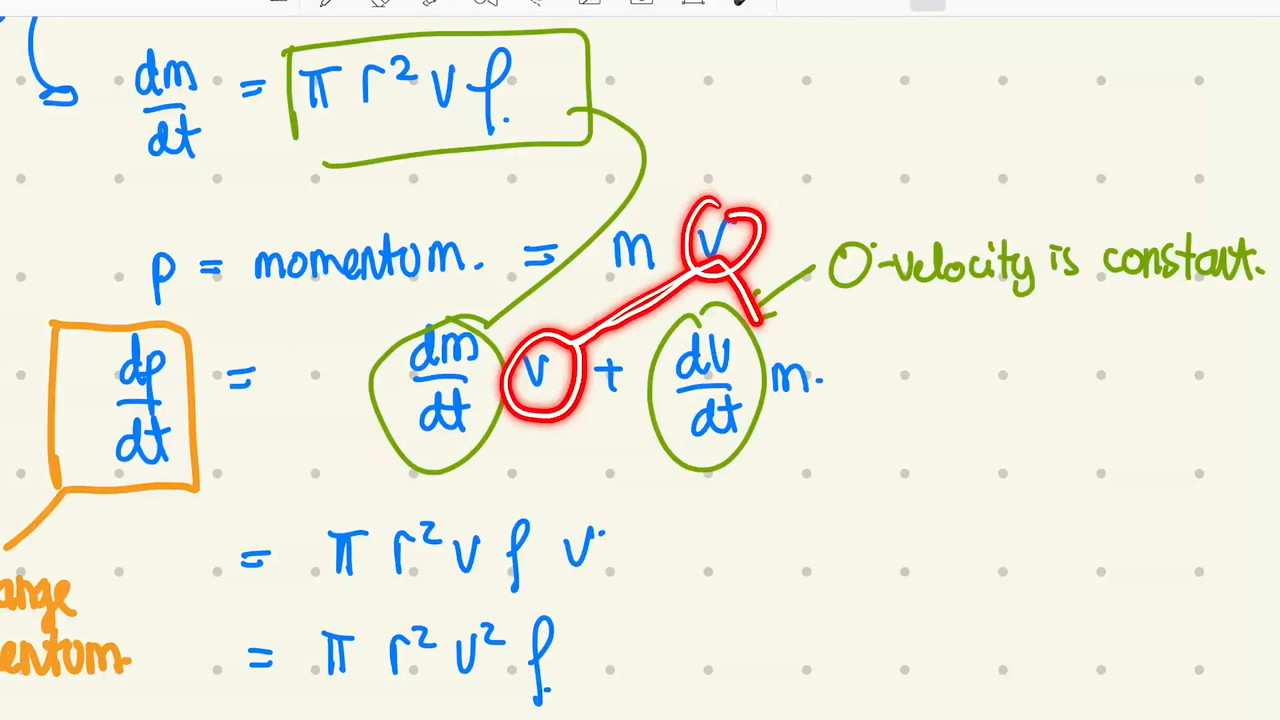 dm/dt = π r² v ρ.
p = momentum. = m v
0 - velocity is constant.
dp/dt = dm/dt v + dv/dt m.
= π r² v ρ v.
= π r² v² ρ.
ange
entum.